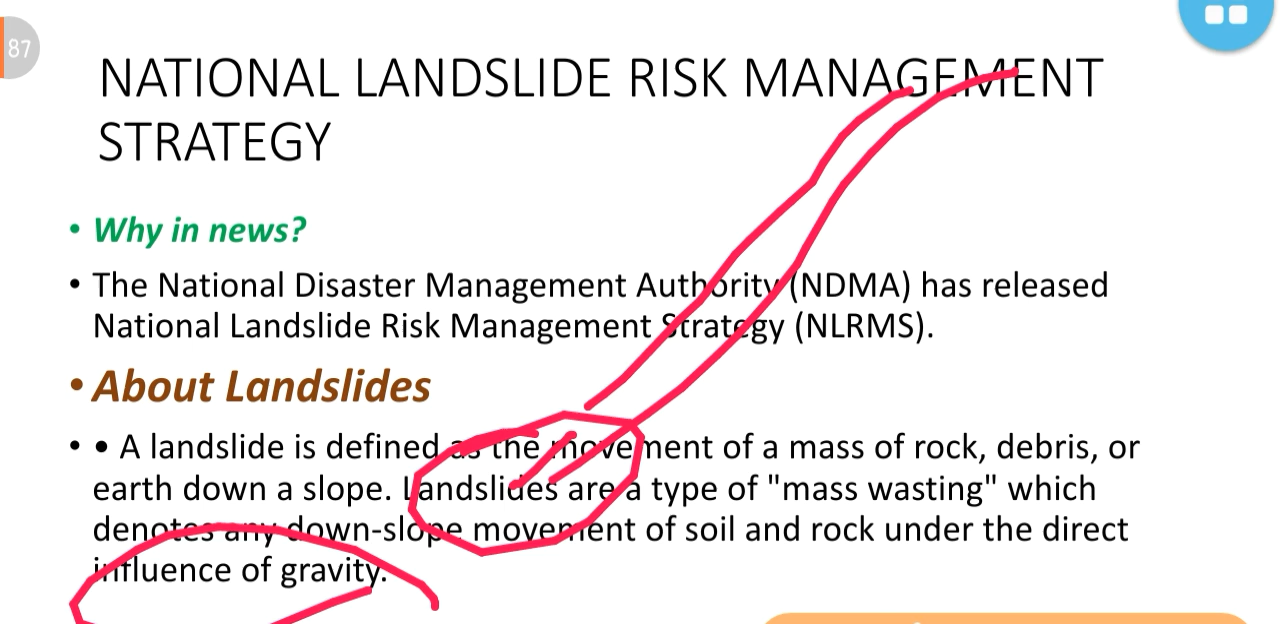 87
NATIONAL LANDSLIDE RISK MANAGEMENT
STRATEGY
• Why in news?
• The National Disaster Management Authority (NDMA) has released
National Landslide Risk Management Strategy (NLRMS).
• About Landslides
• • A landslide is defined as the movement of a mass of rock, debris, or
earth down a slope. Landslides are a type of "mass wasting" which
denotes any down-slope movement of soil and rock under the direct
influence of gravity.